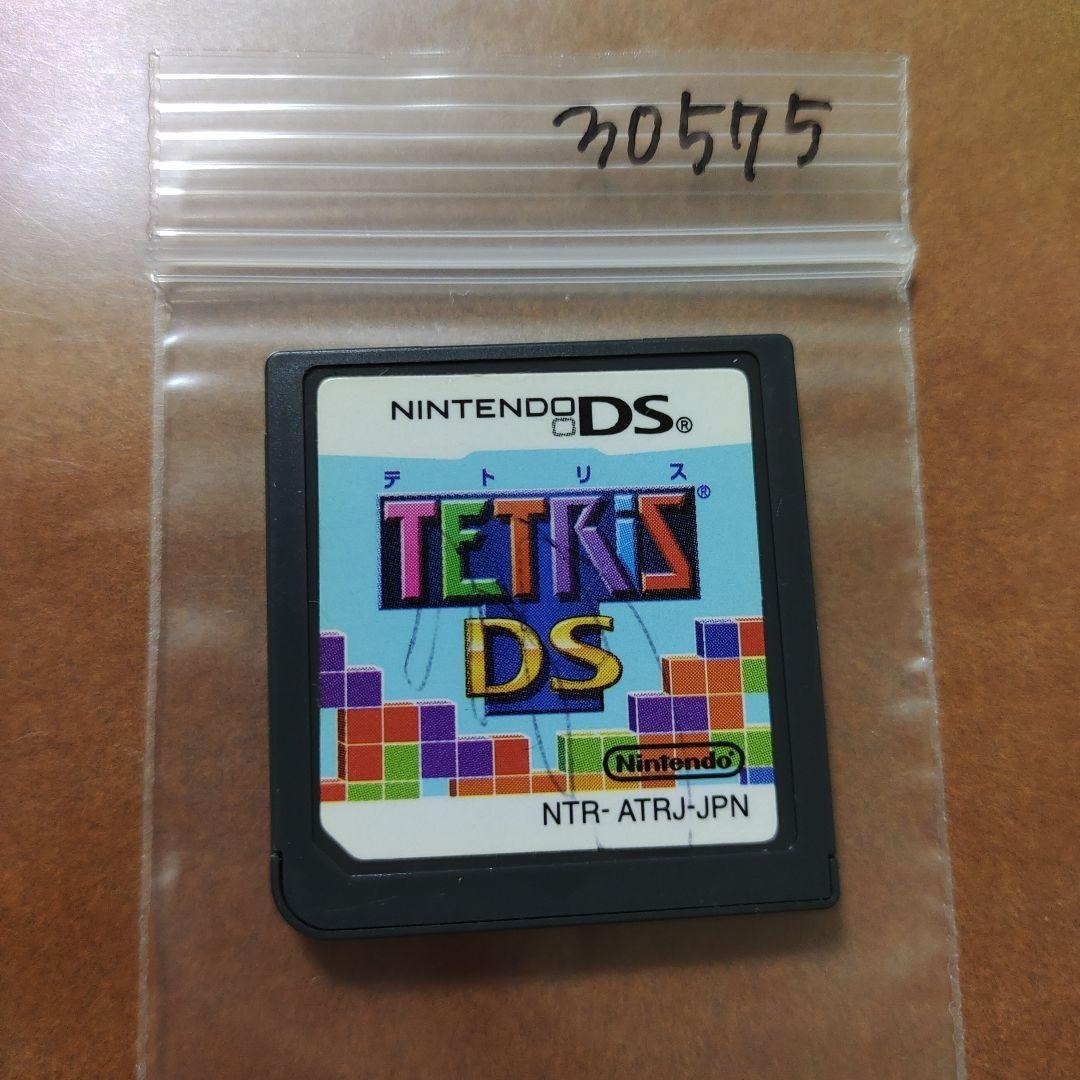 30575
NINTENDO DS®
テトリス
TETRiS®
DS
Nintendo®
NTR- ATRJ-JPN